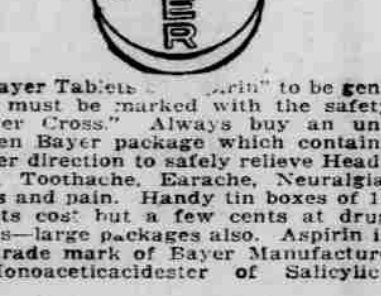 ER
ayer Tablets " to be gen
must be marked with the safety
er Cross." Always buy an un
en Bayer package which contain
er direction to safely relieve Head
, Toothache, Earache, Neuralgia
s and pain. Handy tin boxes of 1
ts cost but a few cents at drug
s—large packages also. Aspirin i
rade mark of Bayer Manufactur
Monoaceticacidester of Salicylic